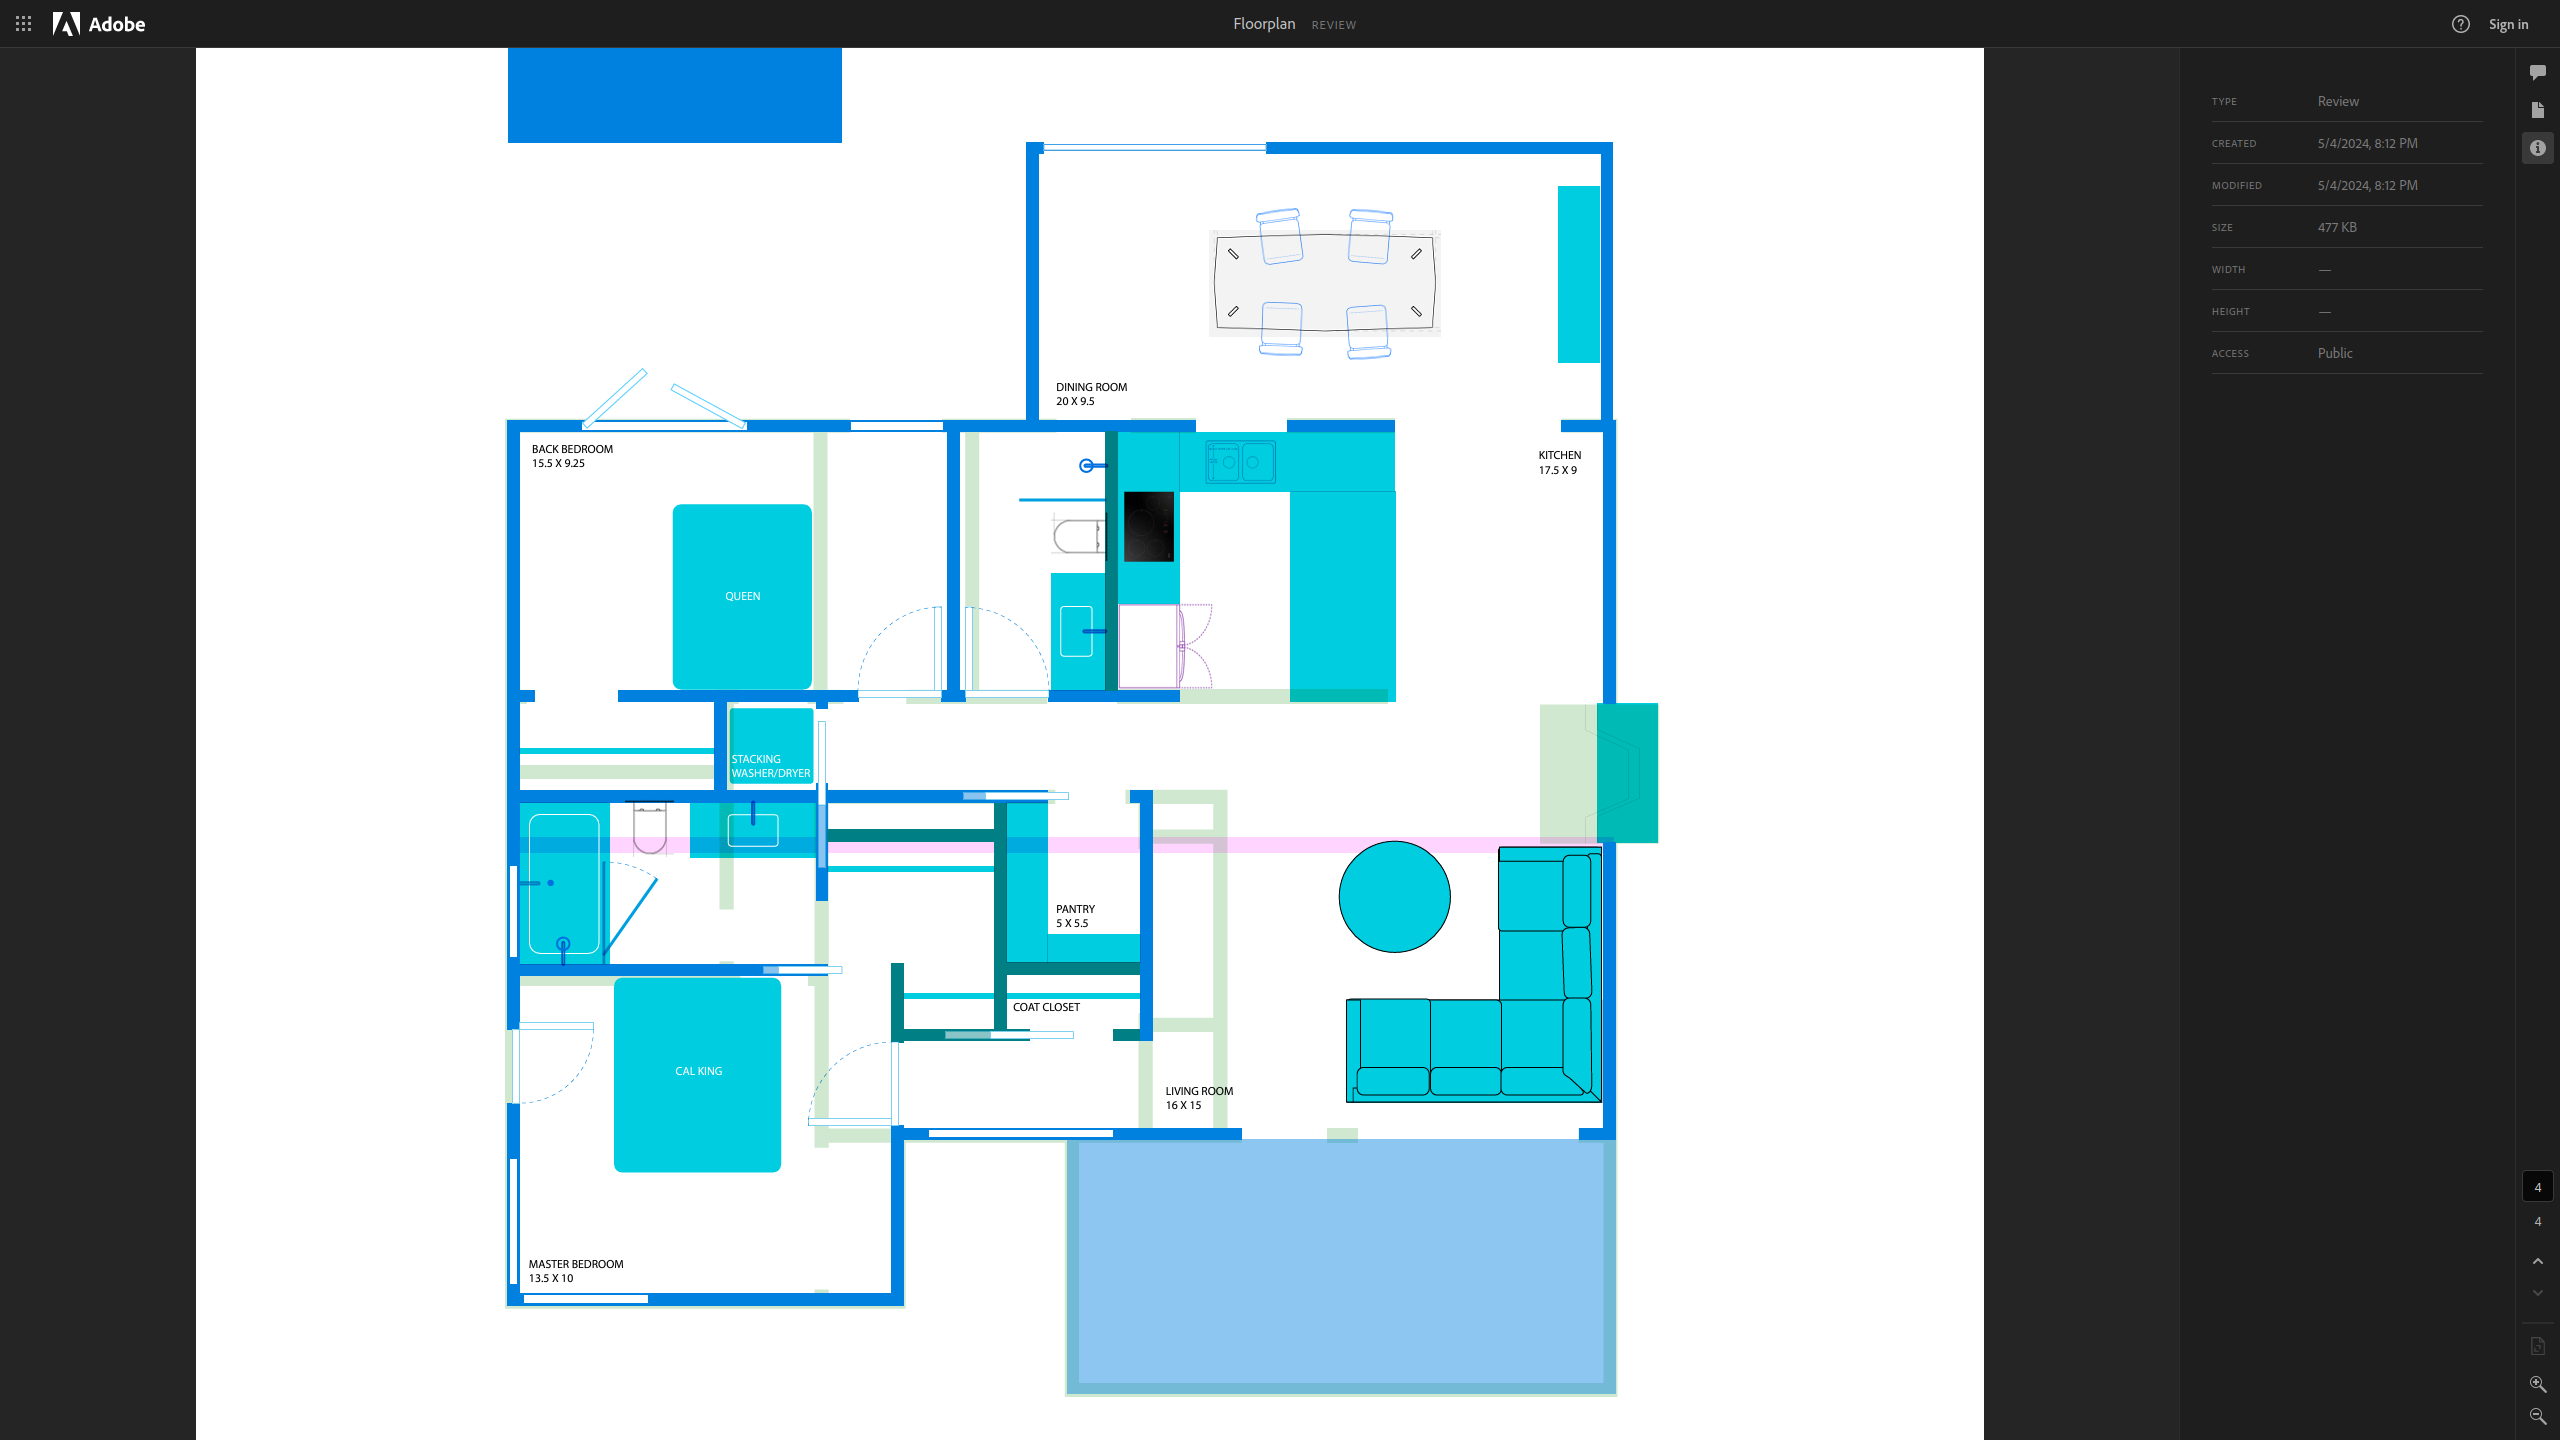 Adobe
Floorplan REVIEW
Sign in
TYPE Review
CREATED 5/4/2024, 8:12 PM
MODIFIED 5/4/2024, 8:12 PM
SIZE 477 KB
WIDTH —
HEIGHT —
ACCESS Public
DINING ROOM
20 X 9.5
BACK BEDROOM
15.5 X 9.25
KITCHEN
17.5 X 9
QUEEN
STACKING
WASHER/DRYER
PANTRY
5 X 5.5
COAT CLOSET
CAL KING
LIVING ROOM
16 X 15
MASTER BEDROOM
13.5 X 10
4
4